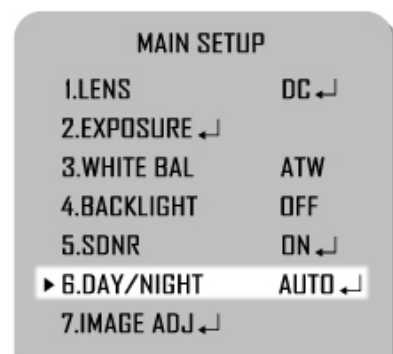 MAIN SETUP
1.LENS DC ↵
2.EXPOSURE ↵
3.WHITE BAL ATW
4.BACKLIGHT OFF
5.SDNR ON ↵
▶ 6.DAY/NIGHT AUTO ↵
7.IMAGE ADJ ↵